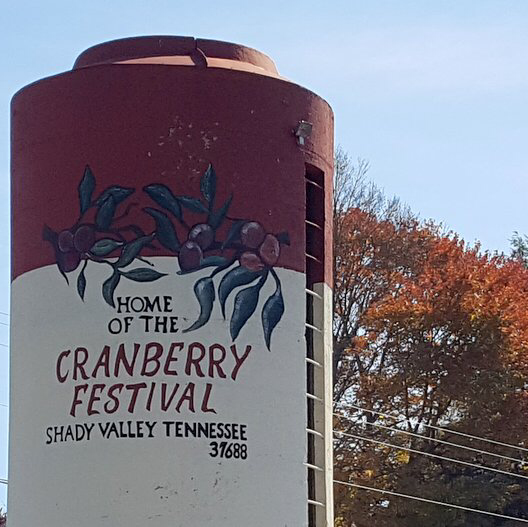 HOME
OF THE
CRANBERRY
FESTIVAL
SHADY VALLEY TENNESSEE
37688